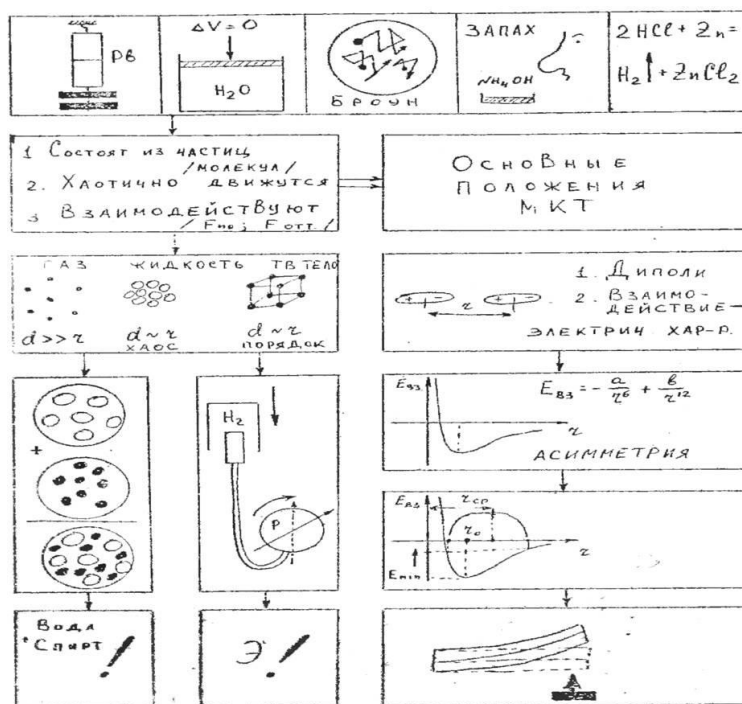 Pb
ΔV=0
H₂O
БРОУН
ЗАПАХ
NH₄OH
2HCl + Zn =
H₂↑ + ZnCl₂
1 Состоят из частиц
/молекул/
2. Хаотично движутся
3 Взаимодействуют
/ Fпр; Fотт. /
Основные
положения
МКТ
ГАЗ ЖИДКОСТЬ ТВ ТЕЛО
d>>r d~r d~r
ХАОС ПОРЯДОК
1. Диполи
2. Взаимо-
действие —
электрич хар-р.
+ − r + −
H₂
P
Eвз
Eвз = − a/r⁶ + b/r¹²
r
АСИММЕТРИЯ
+
Eвз
rср
r₀
r
Emin
Вода
+ Спирт
Э